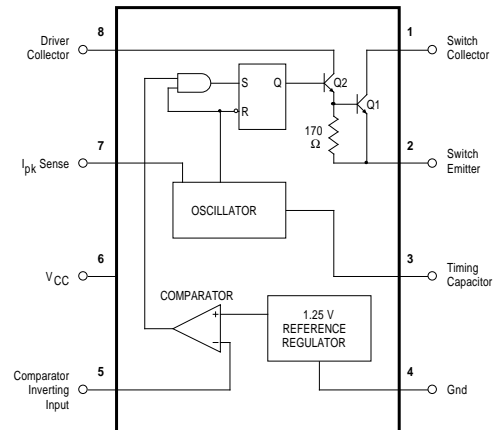 8
1
Driver
Collector
Switch
Collector
S
Q
R
Q2
Q1
170
Ω
7
2
Ipk Sense
Switch
Emitter
OSCILLATOR
6
3
VCC
Timing
Capacitor
COMPARATOR
+
−
1.25 V
REFERENCE
REGULATOR
5
4
Comparator
Inverting
Input
Gnd